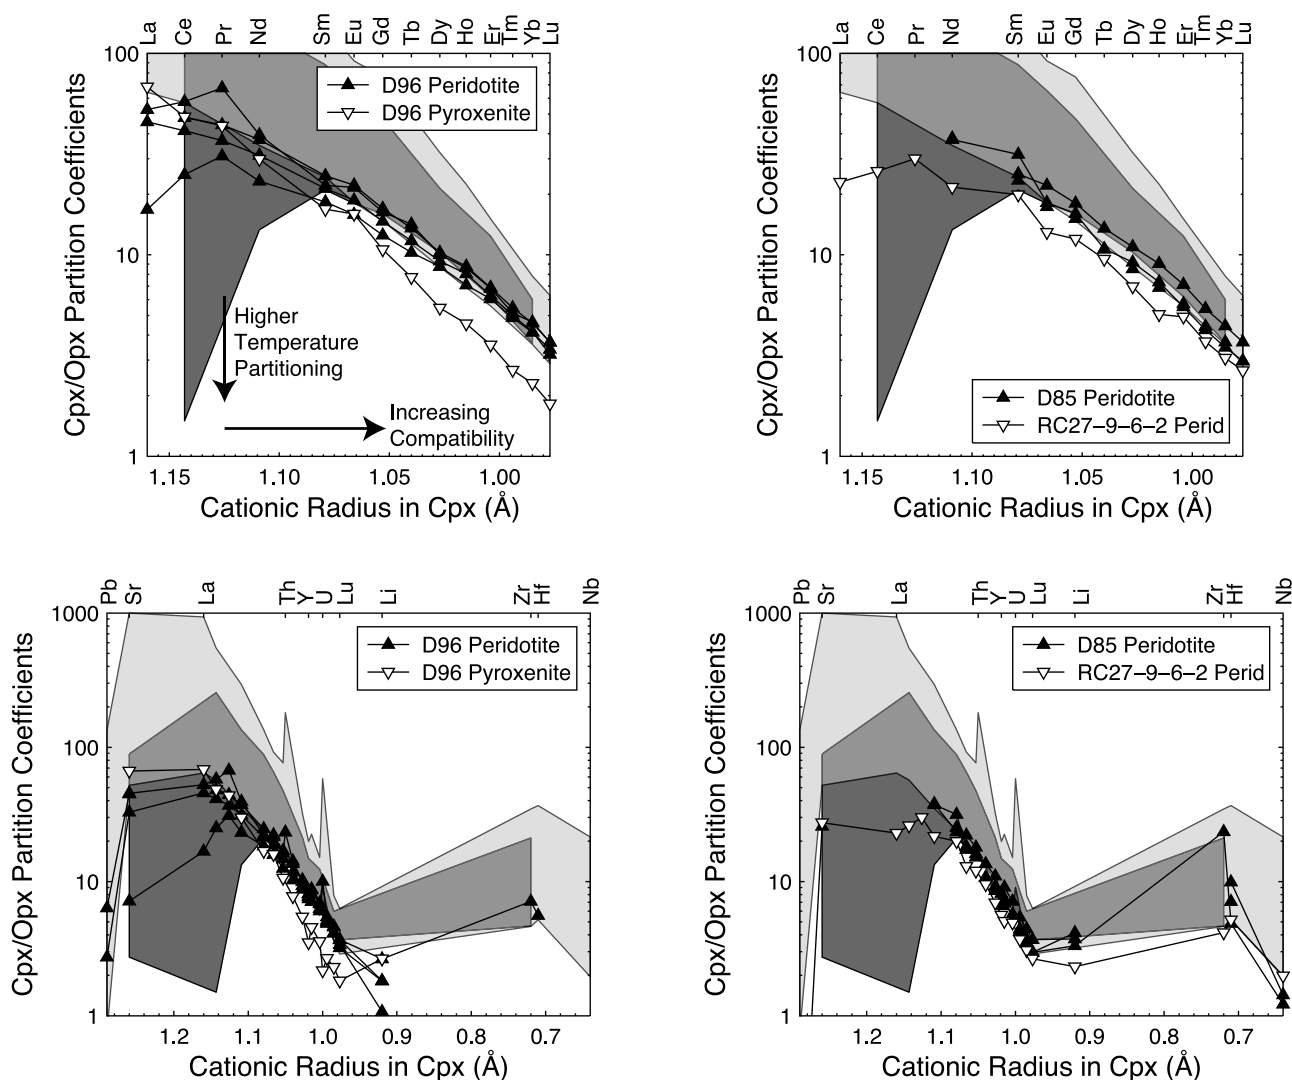 La Ce Pr Nd Sm Eu Gd Tb Dy Ho Er Tm Yb Lu
100
10
1
Cpx/Opx Partition Coefficients
D96 Peridotite
D96 Pyroxenite
Higher
Temperature
Partitioning
Increasing
Compatibility
1.15 1.10 1.05 1.00
Cationic Radius in Cpx (Å)
La Ce Pr Nd Sm Eu Gd Tb Dy Ho Er Tm Yb Lu
100
10
1
Cpx/Opx Partition Coefficients
D85 Peridotite
RC27–9–6–2 Perid
1.15 1.10 1.05 1.00
Cationic Radius in Cpx (Å)
Pb Sr La Th Y U Lu Li Zr Hf Nb
1000
100
10
1
Cpx/Opx Partition Coefficients
D96 Peridotite
D96 Pyroxenite
1.2 1.1 1.0 0.9 0.8 0.7
Cationic Radius in Cpx (Å)
Pb Sr La Th Y U Lu Li Zr Hf Nb
1000
100
10
1
Cpx/Opx Partition Coefficients
D85 Peridotite
RC27–9–6–2 Perid
1.2 1.1 1.0 0.9 0.8 0.7
Cationic Radius in Cpx (Å)